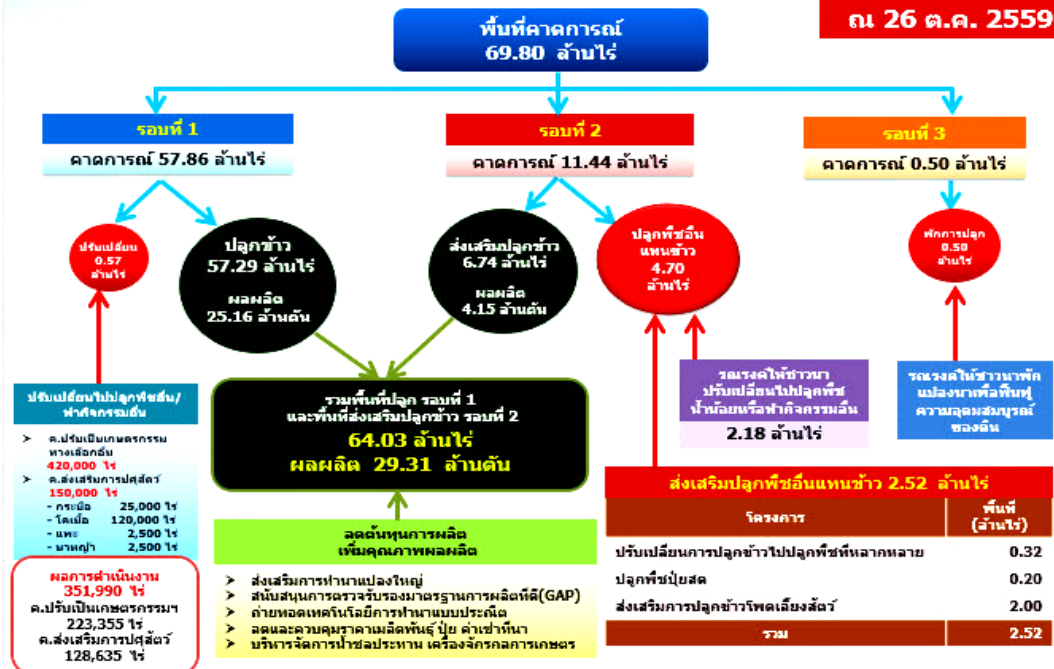 ณ 26 ต.ค. 2559
พื้นที่คาดการณ์
69.80 ล้านไร่
รอบที่ 1
คาดการณ์ 57.86 ล้านไร่
รอบที่ 2
คาดการณ์ 11.44 ล้านไร่
รอบที่ 3
คาดการณ์ 0.50 ล้านไร่
ปรับเปลี่ยน
0.57
ล้านไร่
ปลูกข้าว
57.29 ล้านไร่
ผลผลิต
25.16 ล้านตัน
ส่งเสริมปลูกข้าว
6.74 ล้านไร่
ผลผลิต
4.15 ล้านตัน
ปลูกพืชอื่น
แทนข้าว
4.70
ล้านไร่
พักการปลูก
0.50
ล้านไร่
ปรับเปลี่ยนไปปลูกพืชอื่น/
ทำกิจกรรมอื่น
ค.ปรับเป็นเกษตรกรรม
ทางเลือกอื่น
420,000 ไร่
ค.ส่งเสริมการปศุสัตว์
150,000 ไร่
- กระบือ 25,000 ไร่
- โคเนื้อ 120,000 ไร่
- แพะ 2,500 ไร่
- นาหญ้า 2,500 ไร่
ผลการดำเนินงาน
351,990 ไร่
ค.ปรับเป็นเกษตรกรรมฯ
223,355 ไร่
ค.ส่งเสริมการปศุสัตว์
128,635 ไร่
รวมพื้นที่ปลูก รอบที่ 1
และพื้นที่ส่งเสริมปลูกข้าว รอบที่ 2
64.03 ล้านไร่
ผลผลิต 29.31 ล้านตัน
ลดต้นทุนการผลิต
เพิ่มคุณภาพผลผลิต
ส่งเสริมการทำนาแปลงใหญ่
สนับสนุนการตรวจรับรองมาตรฐานการผลิตที่ดี(GAP)
ถ่ายทอดเทคโนโลยีการทำนาแบบประณีต
ลดและควบคุมราคาเมล็ดพันธุ์ ปุ๋ย ค่าเช่าที่นา
บริหารจัดการน้ำชลประทาน เครื่องจักรกลการเกษตร
รณรงค์ให้ชาวนา
ปรับเปลี่ยนไปปลูกพืช
น้ำน้อยหรือทำกิจกรรมอื่น
2.18 ล้านไร่
รณรงค์ให้ชาวนาพัก
แปลงนาเพื่อฟื้นฟู
ความอุดมสมบูรณ์
ของดิน
ส่งเสริมปลูกพืชอื่นแทนข้าว 2.52 ล้านไร่
โครงการ พื้นที่
(ล้านไร่)
ปรับเปลี่ยนการปลูกข้าวไปปลูกพืชที่หลากหลาย 0.32
ปลูกพืชปุ๋ยสด 0.20
ส่งเสริมการปลูกข้าวโพดเลี้ยงสัตว์ 2.00
รวม 2.52